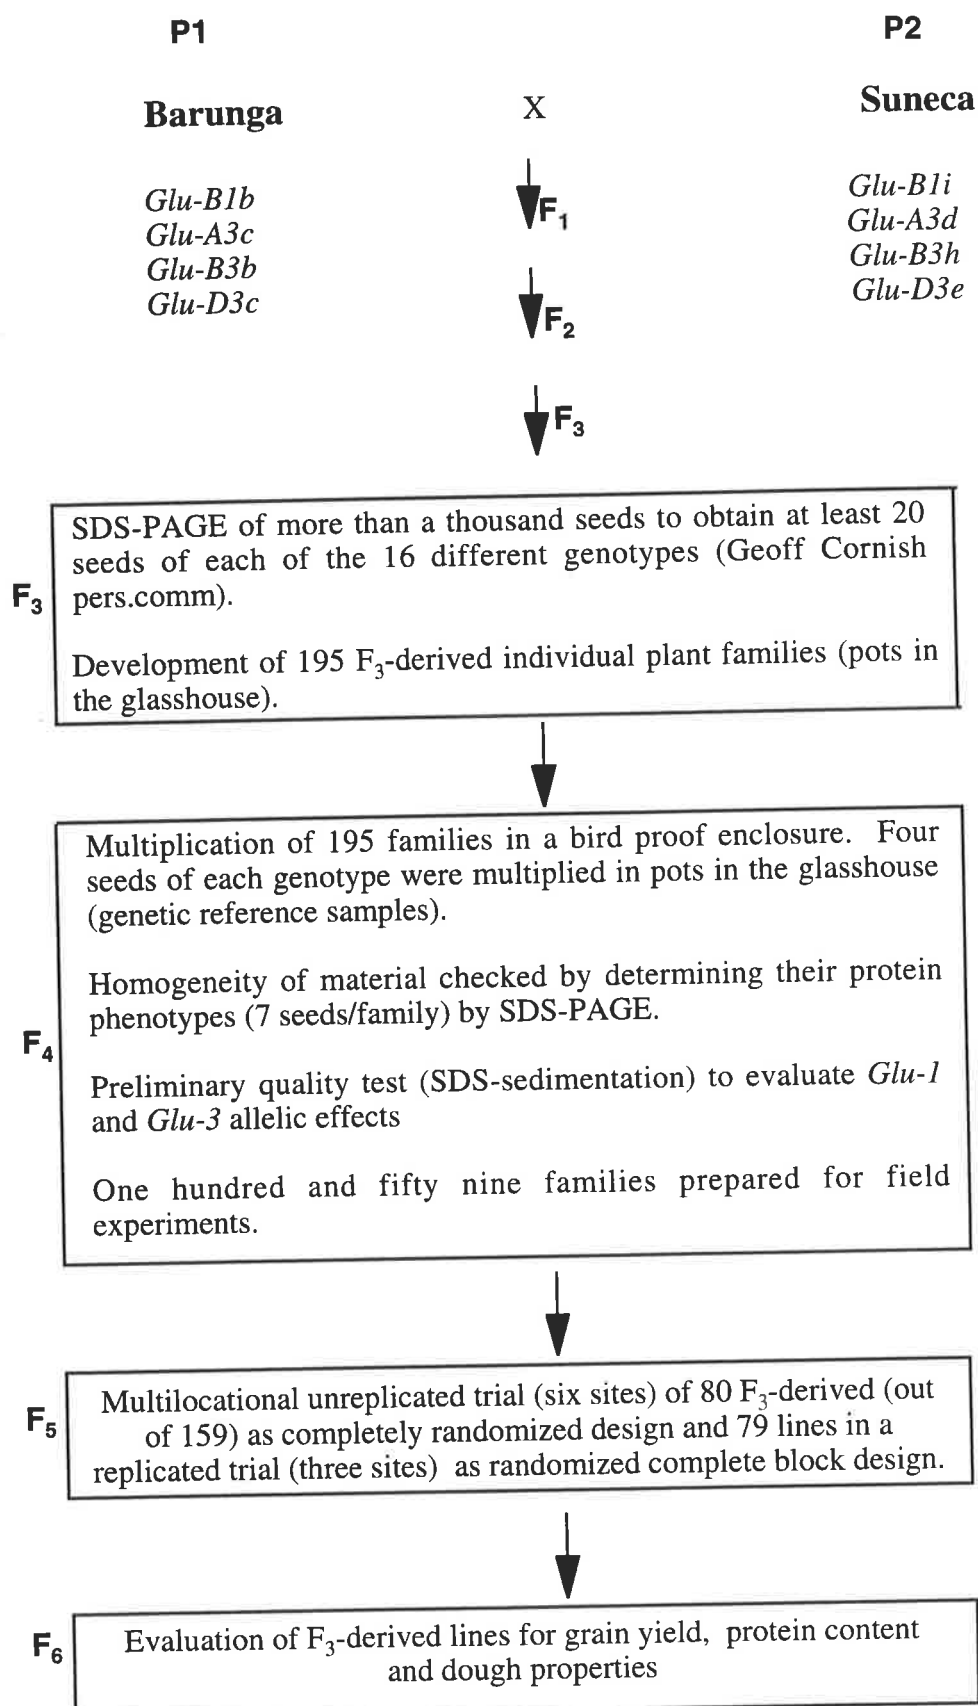 P1
P2
Barunga
X
Suneca
Glu-B1b
Glu-A3c
Glu-B3b
Glu-D3c
Glu-B1i
Glu-A3d
Glu-B3h
Glu-D3e
F₁
F₂
F₃
F₃
SDS-PAGE of more than a thousand seeds to obtain at least 20
seeds of each of the 16 different genotypes (Geoff Cornish
pers.comm).
Development of 195 F₃-derived individual plant families (pots in
the glasshouse).
F₄
Multiplication of 195 families in a bird proof enclosure. Four
seeds of each genotype were multiplied in pots in the glasshouse
(genetic reference samples).
Homogeneity of material checked by determining their protein
phenotypes (7 seeds/family) by SDS-PAGE.
Preliminary quality test (SDS-sedimentation) to evaluate Glu-1
and Glu-3 allelic effects
One hundred and fifty nine families prepared for field
experiments.
F₅
Multilocational unreplicated trial (six sites) of 80 F₃-derived (out
of 159) as completely randomized design and 79 lines in a
replicated trial (three sites) as randomized complete block design.
F₆
Evaluation of F₃-derived lines for grain yield, protein content
and dough properties